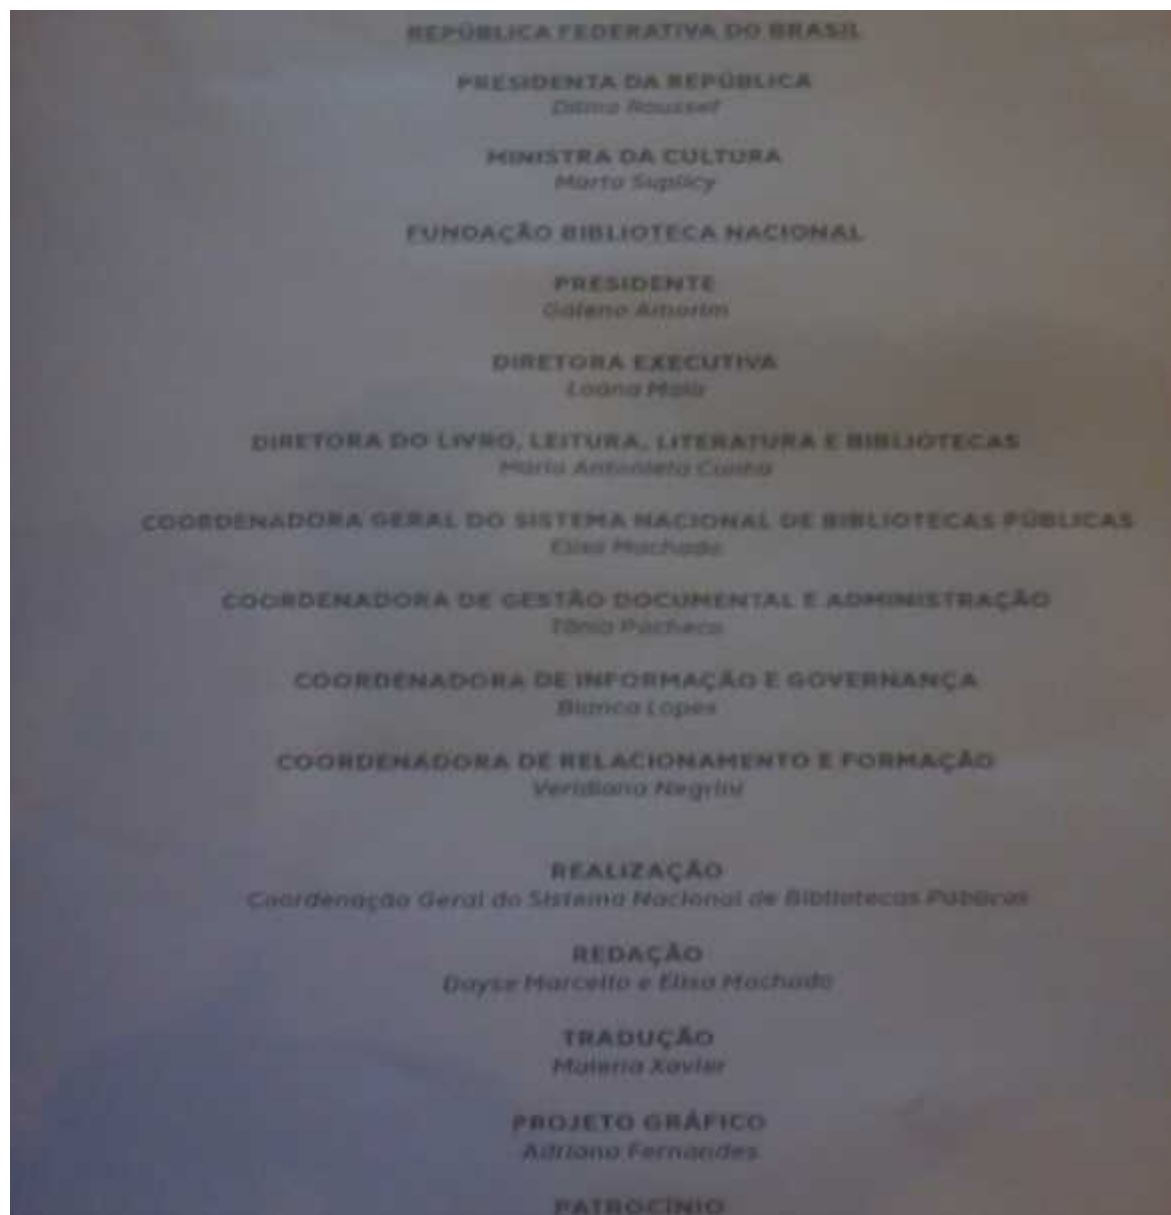 REPÚBLICA FEDERATIVA DO BRASIL
PRESIDENTA DA REPÚBLICA
Dilma Roussef
MINISTRA DA CULTURA
Marta Suplicy
FUNDAÇÃO BIBLIOTECA NACIONAL
PRESIDENTE
Galeno Amorim
DIRETORA EXECUTIVA
Loana Maia
DIRETORA DO LIVRO, LEITURA, LITERATURA E BIBLIOTECAS
Maria Antonieta Cunha
COORDENADORA GERAL DO SISTEMA NACIONAL DE BIBLIOTECAS PÚBLICAS
Elisa Machado
COORDENADORA DE GESTÃO DOCUMENTAL E ADMINISTRAÇÃO
Tânia Pacheco
COORDENADORA DE INFORMAÇÃO E GOVERNANÇA
Bianca Lopes
COORDENADORA DE RELACIONAMENTO E FORMAÇÃO
Veridiana Negrini
REALIZAÇÃO
Coordenação Geral do Sistema Nacional de Bibliotecas Públicas
REDAÇÃO
Dayse Marcello e Elisa Machado
TRADUÇÃO
Malena Xavier
PROJETO GRÁFICO
Adriana Fernandes
PATROCÍNIO